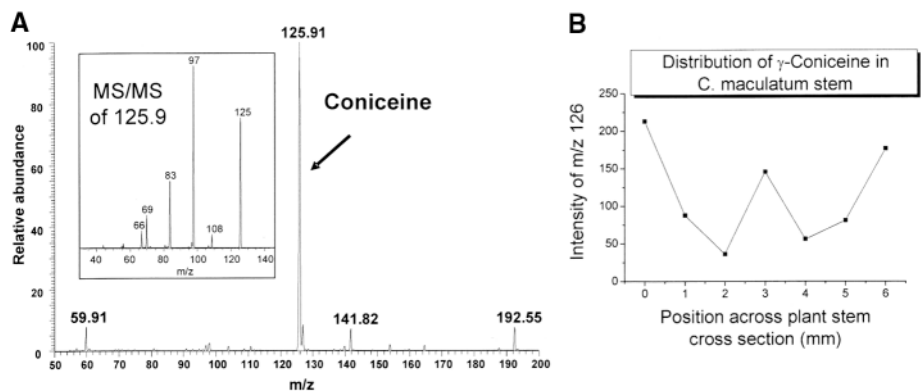 A
125.91
100
80
60
40
20
0
Relative abundance
MS/MS
of 125.9
97
125
83
69
66
108
40 60 80 100 120 140
m/z
Coniceine
59.91
141.82
192.55
50 60 70 80 90 100 110 120 130 140 150 160 170 180 190 200
m/z
B
Distribution of γ-Coniceine in
C. maculatum stem
250
200
150
100
50
0
Intensity of m/z 126
0 1 2 3 4 5 6
Position across plant stem
cross section (mm)